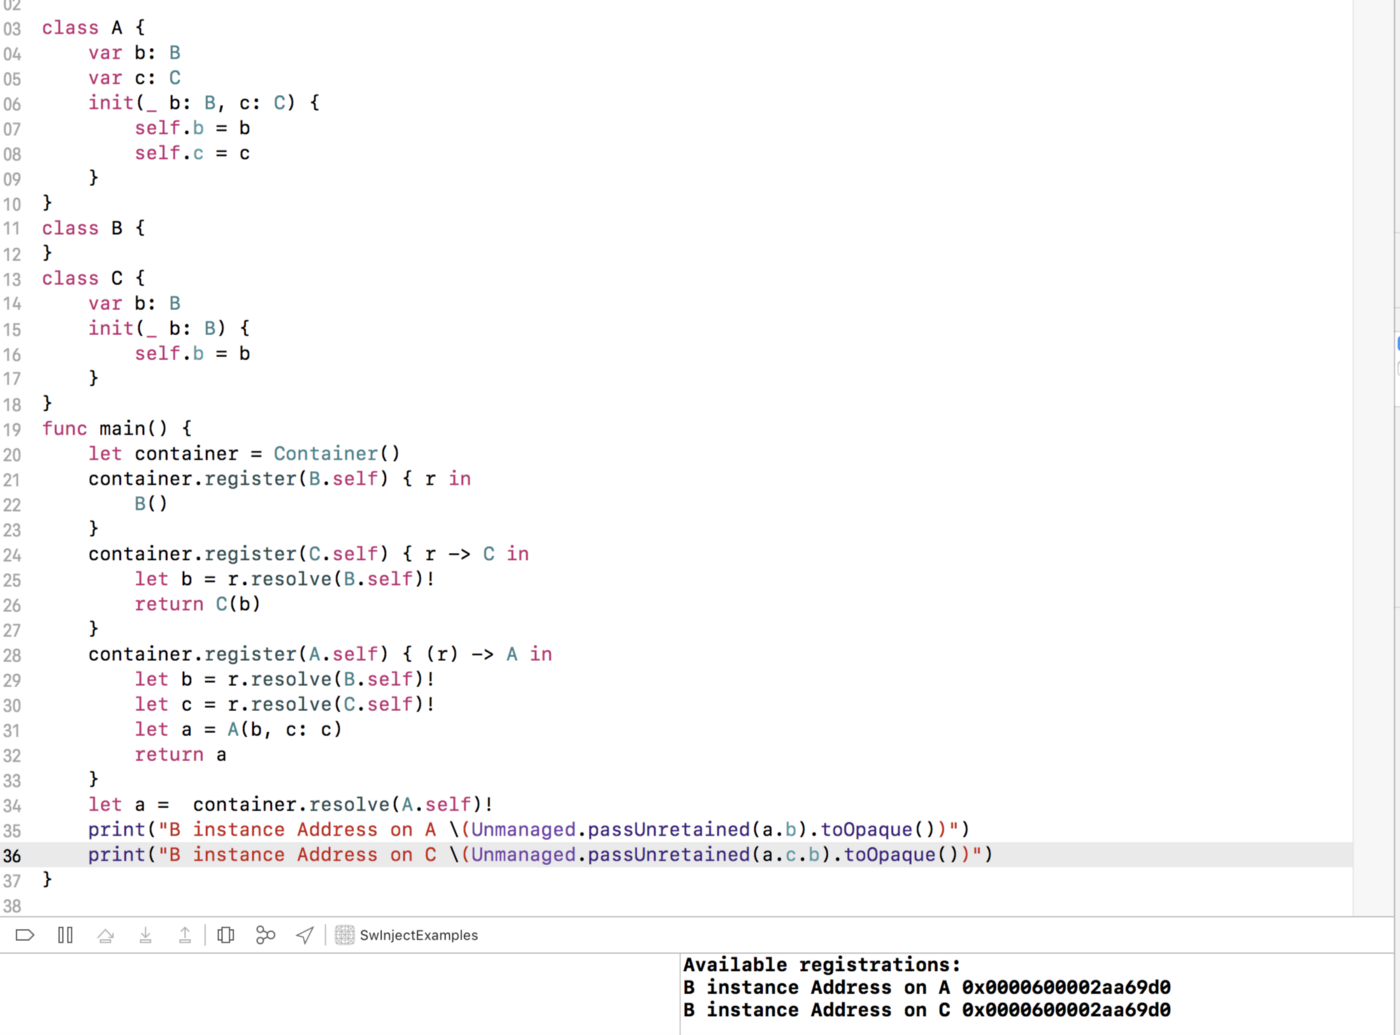 02
03 class A {
04     var b: B
05     var c: C
06     init(_ b: B, c: C) {
07         self.b = b
08         self.c = c
09     }
10 }
11 class B {
12 }
13 class C {
14     var b: B
15     init(_ b: B) {
16         self.b = b
17     }
18 }
19 func main() {
20     let container = Container()
21     container.register(B.self) { r in
22         B()
23     }
24     container.register(C.self) { r -> C in
25         let b = r.resolve(B.self)!
26         return C(b)
27     }
28     container.register(A.self) { (r) -> A in
29         let b = r.resolve(B.self)!
30         let c = r.resolve(C.self)!
31         let a = A(b, c: c)
32         return a
33     }
34     let a =  container.resolve(A.self)!
35     print("B instance Address on A \(Unmanaged.passUnretained(a.b).toOpaque())")
36     print("B instance Address on C \(Unmanaged.passUnretained(a.c.b).toOpaque())")
37 }
38
SwInjectExamples
Available registrations:
B instance Address on A 0x0000600002aa69d0
B instance Address on C 0x0000600002aa69d0